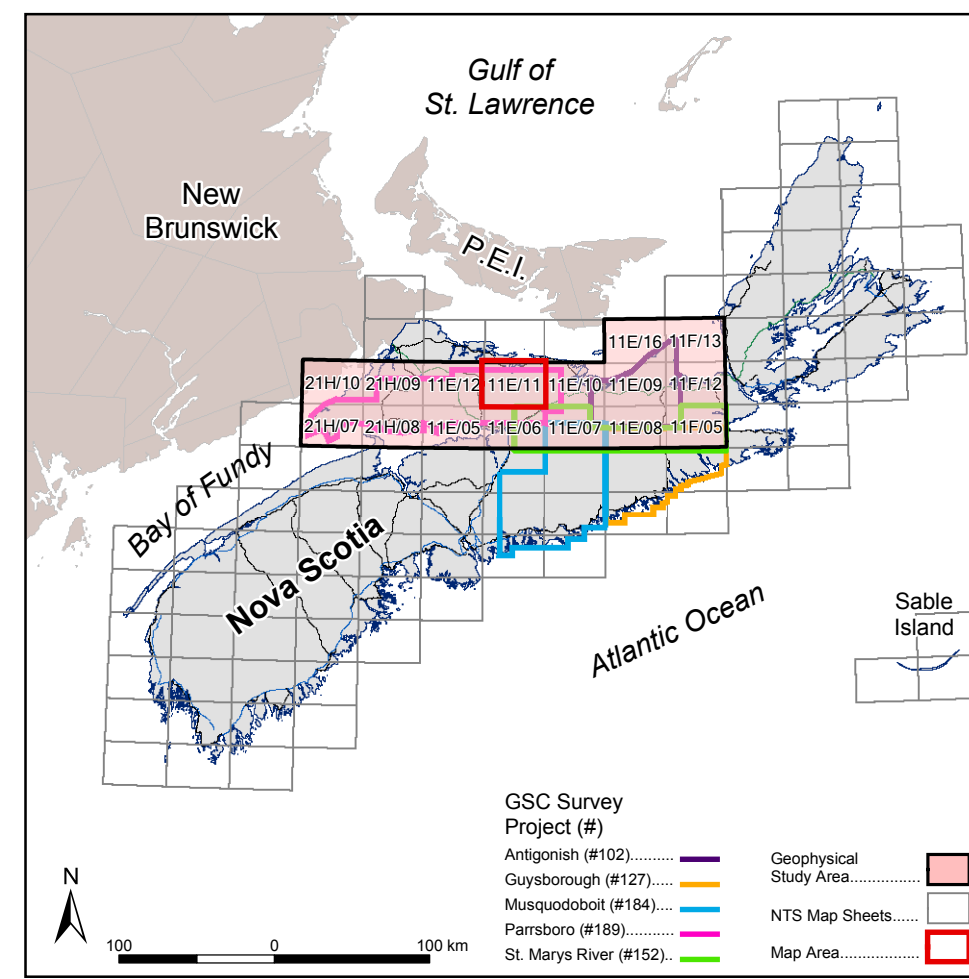 Gulf of
St. Lawrence
New
Brunswick
P.E.I.
11E/16 11F/13
21H/10 21H/09 11E/12 11E/11 11E/10 11E/09 11F/12
21H/07 21H/08 11E/05 11E/06 11E/07 11E/08 11F/05
Bay of Fundy
Nova Scotia
Atlantic Ocean
Sable
Island
GSC Survey
Project (#)
Antigonish (#102)..........
Guysborough (#127).....
Musquodoboit (#184)....
Parrsboro (#189)...........
St. Marys River (#152)..
Geophysical
Study Area................
NTS Map Sheets......
Map Area..................
N
100 0 100 km